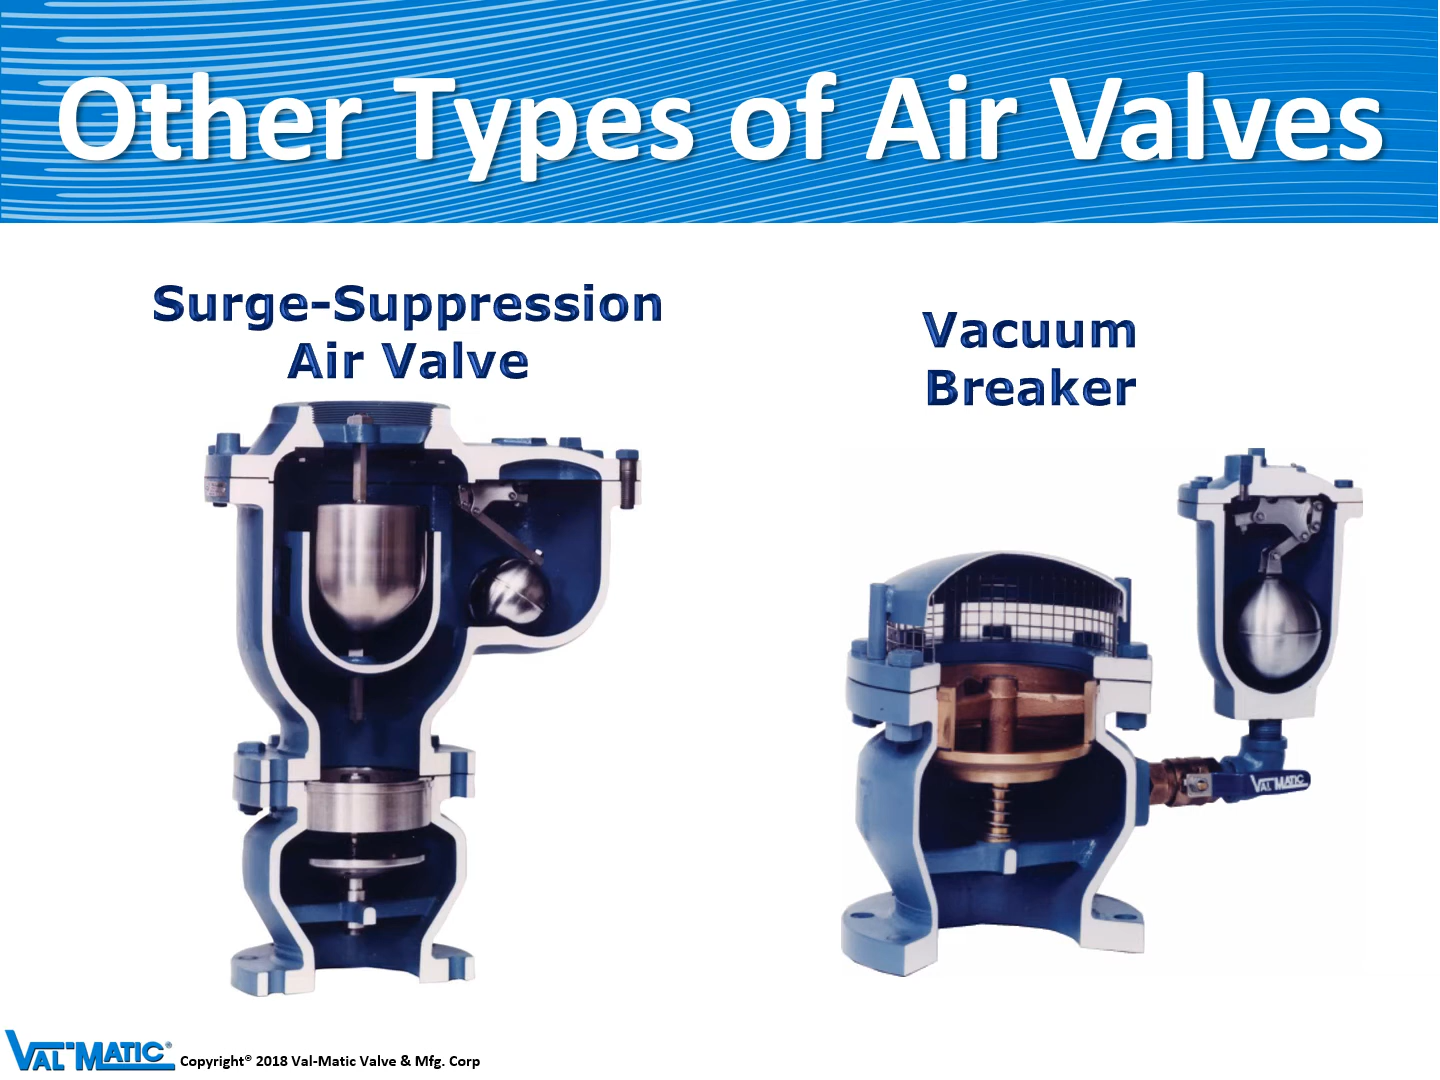 Other Types of Air Valves
Surge-Suppression
Air Valve
Vacuum
Breaker
VAL MATIC
VAL-MATIC®
Copyright® 2018 Val-Matic Valve & Mfg. Corp